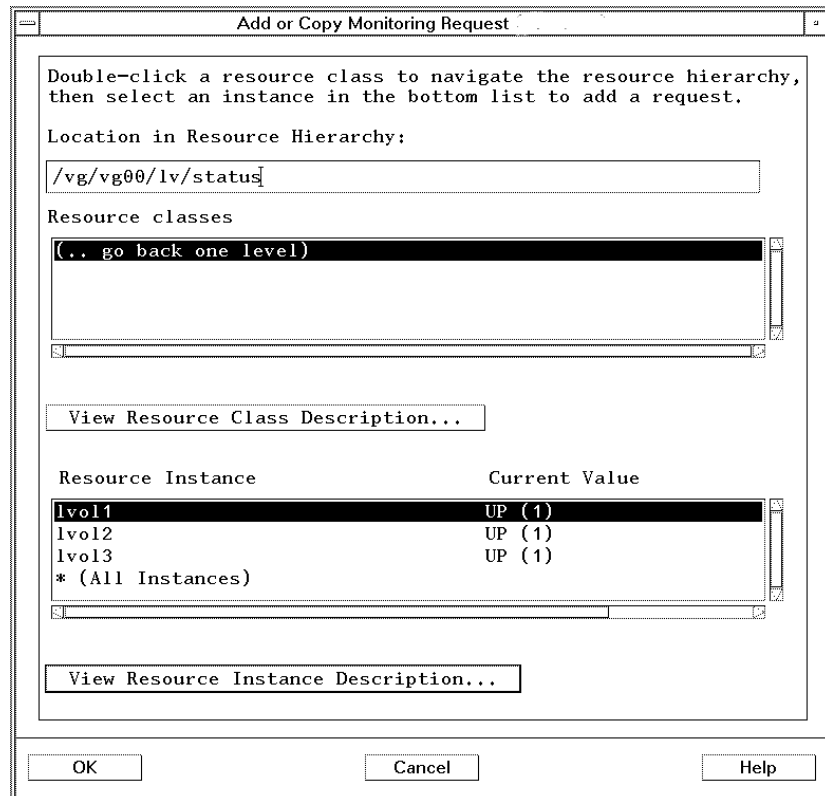 Add or Copy Monitoring Request
Double-click a resource class to navigate the resource hierarchy,
then select an instance in the bottom list to add a request.
Location in Resource Hierarchy:
/vg/vg00/lv/status
Resource classes
(.. go back one level)
View Resource Class Description...
Resource Instance Current Value
lvol1 UP (1)
lvol2 UP (1)
lvol3 UP (1)
* (All Instances)
View Resource Instance Description...
OK Cancel Help